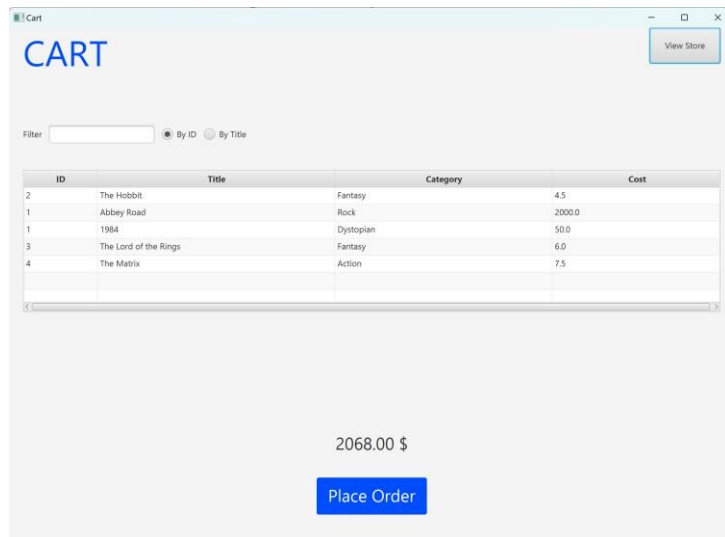 Cart
CART
View Store
Filter By ID By Title
ID Title Category Cost
2 The Hobbit Fantasy 4.5
1 Abbey Road Rock 2000.0
1 1984 Dystopian 50.0
3 The Lord of the Rings Fantasy 6.0
4 The Matrix Action 7.5
2068.00 $
Place Order